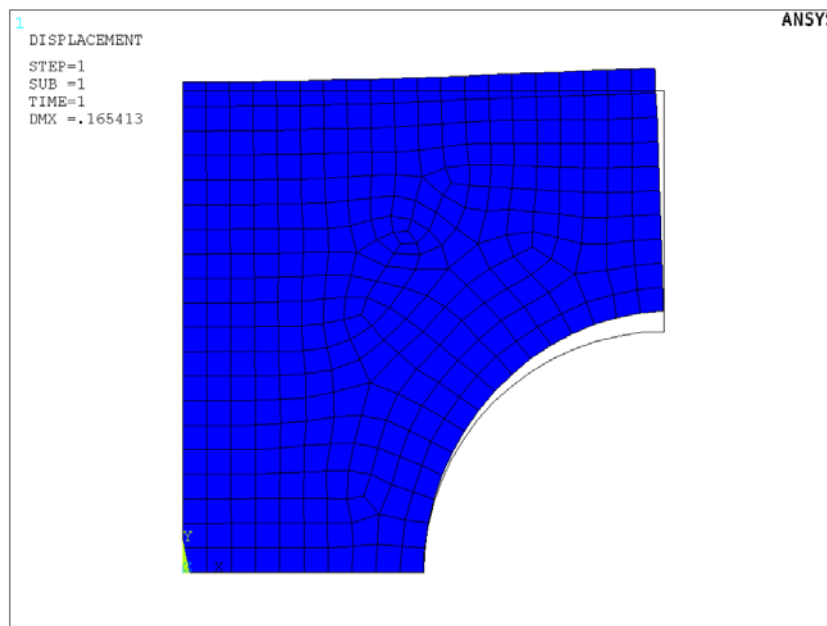 1
DISPLACEMENT
STEP=1
SUB =1
TIME=1
DMX =.165413
ANSYS
Y
X